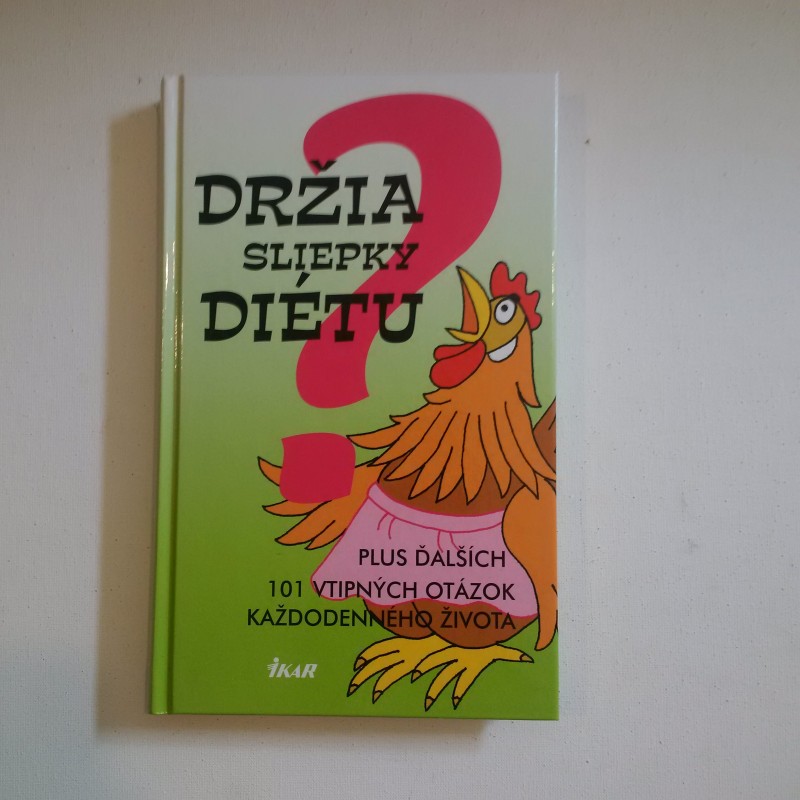 DRŽIA
SLIEPKY
DIÉTU
?
PLUS ĎALŠÍCH
101 VTIPNÝCH OTÁZOK
KAŽDODENNÉHO ŽIVOTA
IKAR